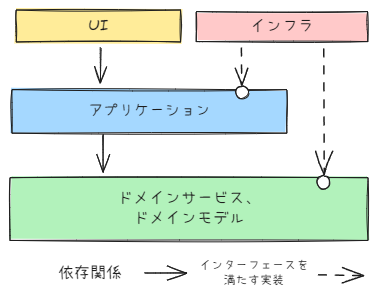 UI
インフラ
アプリケーション
ドメインサービス、
ドメインモデル
依存関係
インターフェースを
満たす実装